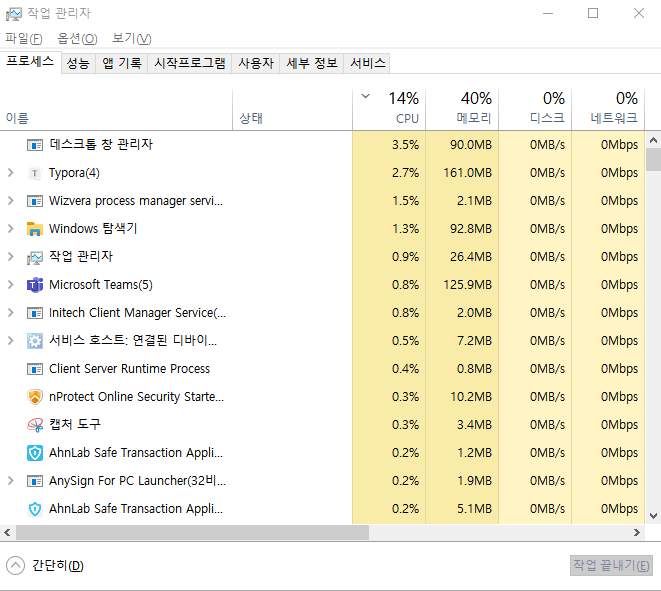 작업 관리자
파일(F) 옵션(O) 보기(V)
프로세스 성능 앱 기록 시작프로그램 사용자 세부 정보 서비스
14% 40% 0% 0%
이름 상태 CPU 메모리 디스크 네트워크
데스크톱 창 관리자 3.5% 90.0MB 0MB/s 0Mbps
Typora(4) 2.7% 161.0MB 0MB/s 0Mbps
Wizvera process manager servi... 1.5% 2.1MB 0MB/s 0Mbps
Windows 탐색기 1.3% 92.8MB 0MB/s 0Mbps
작업 관리자 0.9% 26.4MB 0MB/s 0Mbps
Microsoft Teams(5) 0.8% 125.9MB 0MB/s 0Mbps
Initech Client Manager Service(... 0.8% 2.0MB 0MB/s 0Mbps
서비스 호스트: 연결된 디바이... 0.5% 7.2MB 0MB/s 0Mbps
Client Server Runtime Process 0.4% 0.8MB 0MB/s 0Mbps
nProtect Online Security Starte... 0.3% 10.2MB 0MB/s 0Mbps
캡처 도구 0.3% 3.4MB 0MB/s 0Mbps
AhnLab Safe Transaction Appli... 0.2% 1.2MB 0MB/s 0Mbps
AnySign For PC Launcher(32비... 0.2% 1.9MB 0MB/s 0Mbps
AhnLab Safe Transaction Appli... 0.2% 5.1MB 0MB/s 0Mbps
간단히(D) 작업 끝내기(E)